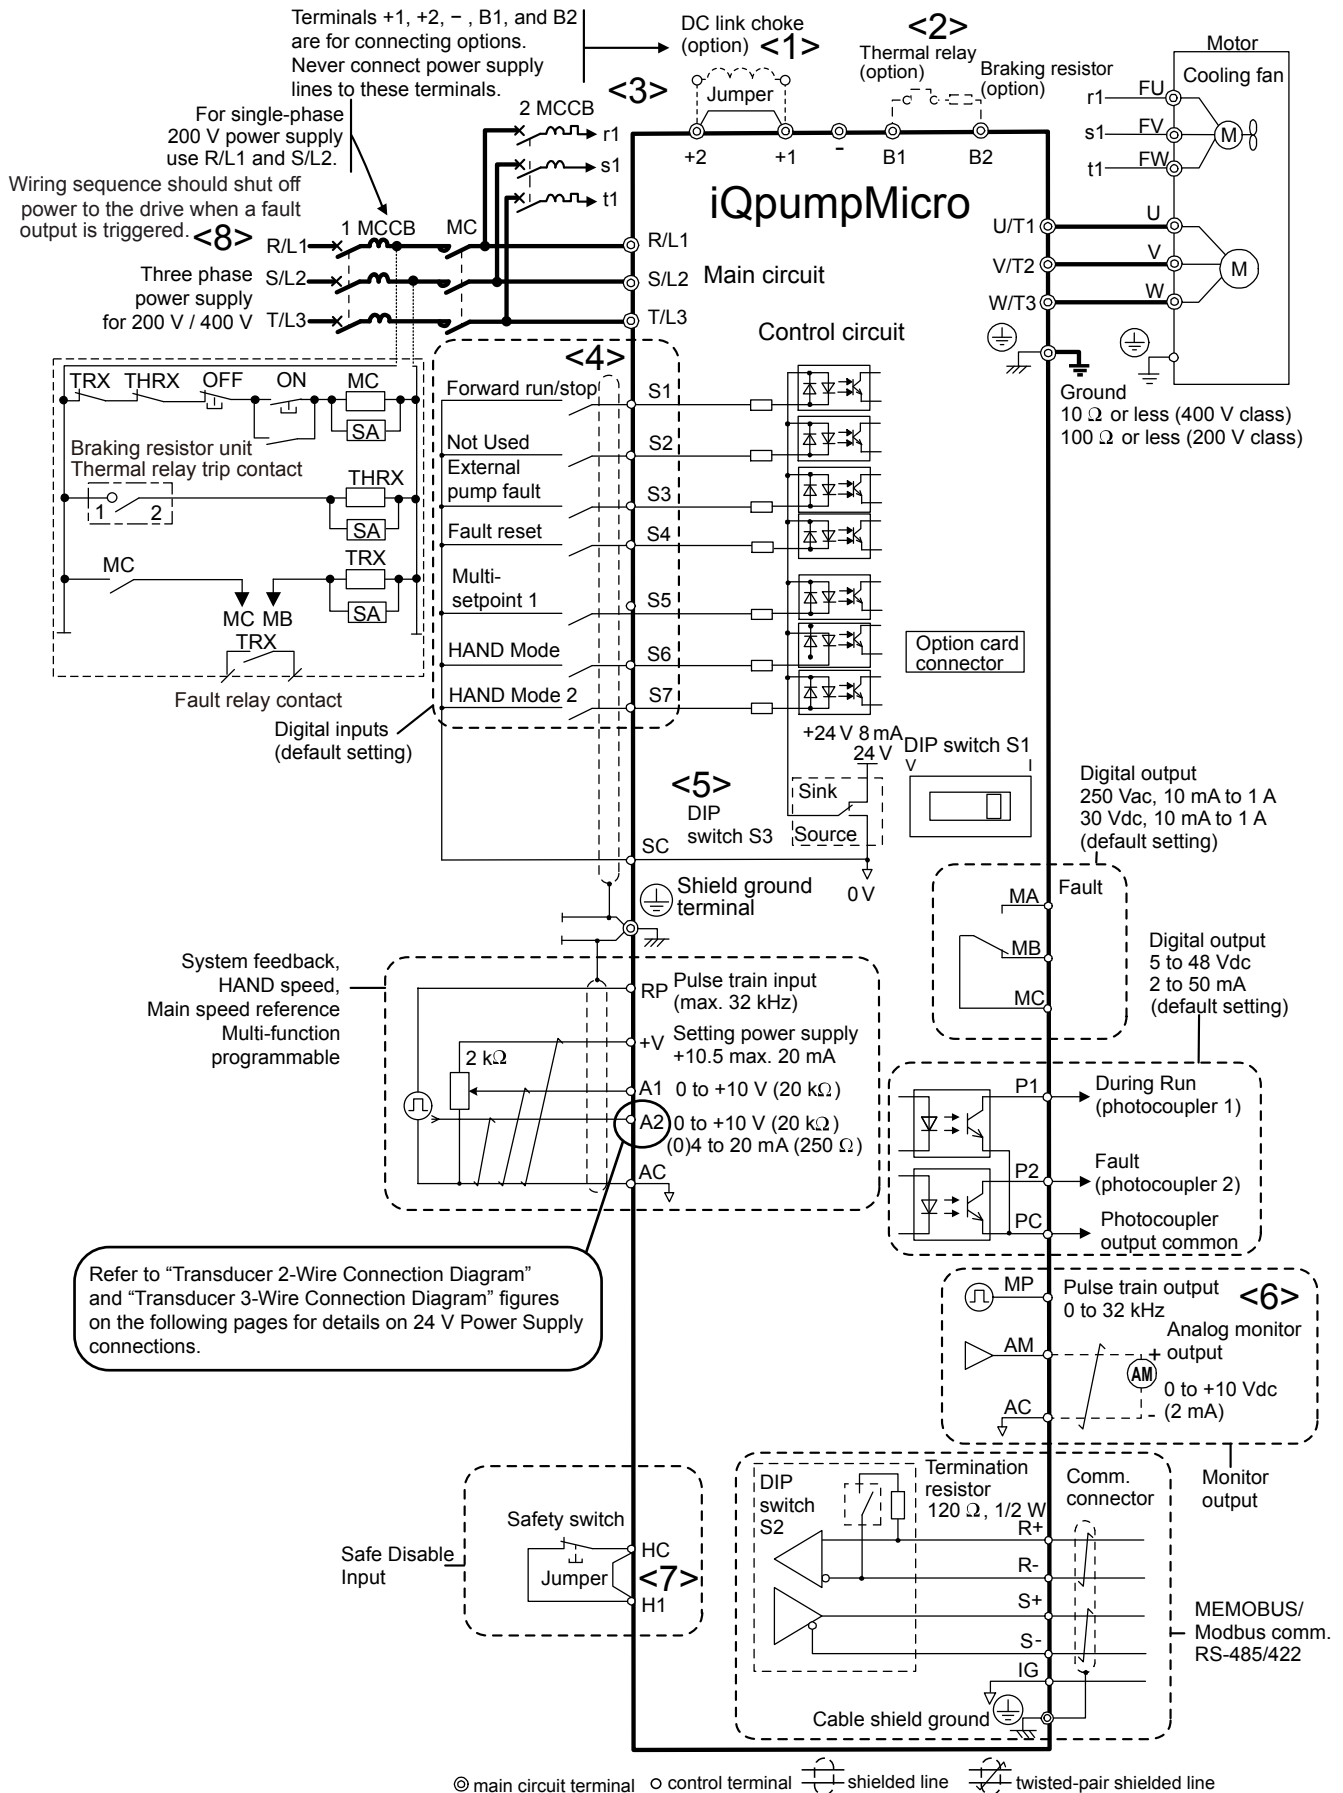 Terminals +1, +2, − , B1, and B2
are for connecting options.
Never connect power supply
lines to these terminals.
DC link choke
(option) <1>
Jumper
<2>
Thermal relay
(option)
Braking resistor
(option)
Motor
Cooling fan
r1 FU
s1 FV
t1 FW
M
<3>
2 MCCB
r1
s1
t1
For single-phase
200 V power supply
use R/L1 and S/L2.
+2 +1 - B1 B2
iQpumpMicro
Wiring sequence should shut off
power to the drive when a fault
output is triggered. <8>
1 MCCB MC
R/L1
S/L2
T/L3
Three phase
power supply
for 200 V / 400 V
R/L1
S/L2
T/L3
Main circuit
U/T1 U
V/T2 V
W/T3 W
M
Control circuit
Ground
10 Ω or less (400 V class)
100 Ω or less (200 V class)
TRX THRX OFF ON MC
SA
Braking resistor unit
Thermal relay trip contact
1 2
THRX
SA
MC
TRX
SA
MC MB
TRX
Fault relay contact
<4>
Forward run/stop S1
Not Used S2
External
pump fault S3
Fault reset S4
Multi-
setpoint 1 S5
HAND Mode S6
HAND Mode 2 S7
Digital inputs
(default setting)
Option card
connector
+24 V 8 mA
24 V
DIP switch S1
V I
<5>
DIP
switch S3
Sink
Source
SC
0 V
Shield ground
terminal
Digital output
250 Vac, 10 mA to 1 A
30 Vdc, 10 mA to 1 A
(default setting)
Fault
MA
MB
MC
Digital output
5 to 48 Vdc
2 to 50 mA
(default setting)
System feedback,
HAND speed,
Main speed reference
Multi-function
programmable
RP Pulse train input
(max. 32 kHz)
+V Setting power supply
+10.5 max. 20 mA
2 kΩ
A1 0 to +10 V (20 kΩ)
A2 0 to +10 V (20 kΩ)
(0)4 to 20 mA (250 Ω)
AC
P1 During Run
(photocoupler 1)
P2 Fault
(photocoupler 2)
PC Photocoupler
output common
Refer to “Transducer 2-Wire Connection Diagram”
and “Transducer 3-Wire Connection Diagram” figures
on the following pages for details on 24 V Power Supply
connections.
MP Pulse train output
0 to 32 kHz
<6>
AM
Analog monitor
output
+
AM
0 to +10 Vdc
(2 mA)
AC
-
Monitor
output
Safe Disable
Input
Safety switch
HC
Jumper <7>
H1
DIP
switch
S2
Termination
resistor
120 Ω, 1/2 W
Comm.
connector
R+
R-
S+
S-
IG
Cable shield ground
MEMOBUS/
Modbus comm.
RS-485/422
main circuit terminal control terminal shielded line twisted-pair shielded line